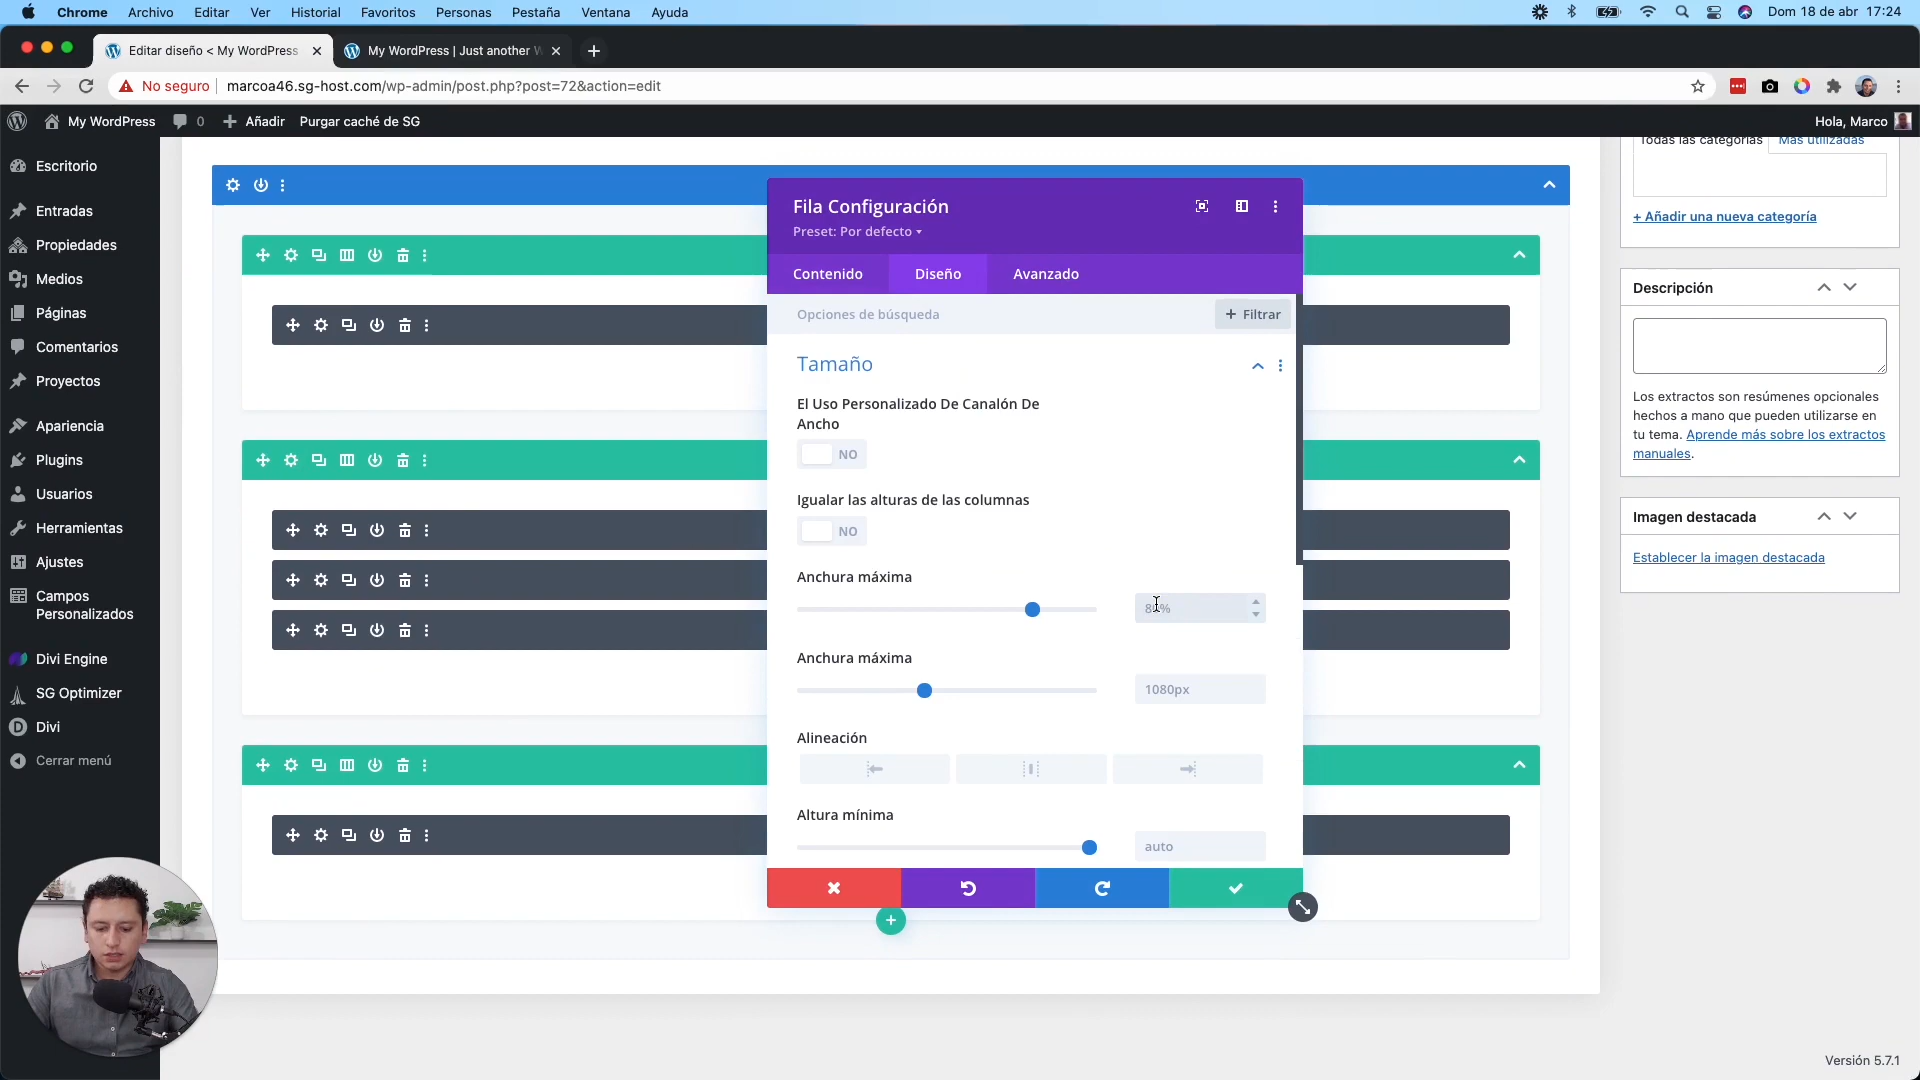 Chrome Archivo Editar Ver Historial Favoritos Personas Pestaña Ventana Ayuda
Dom 18 de abr 17:24
Editar diseño < My WordPress
My WordPress | Just another
No seguro
marcoa46.sg-host.com/wp-admin/post.php?post=72&action=edit
My WordPress 0 Añadir Purgar caché de SG
Hola, Marco
Escritorio
Entradas
Propiedades
Medios
Páginas
Comentarios
Proyectos
Apariencia
Plugins
Usuarios
Herramientas
Ajustes
Campos
Personalizados
Divi Engine
SG Optimizer
D Divi
Cerrar menú
Fila Configuración
Preset: Por defecto
Contenido Diseño Avanzado
Opciones de búsqueda
+ Filtrar
Tamaño
El Uso Personalizado De Canalón De
Ancho
NO
Igualar las alturas de las columnas
NO
Anchura máxima
Anchura máxima
1080px
Alineación
Altura mínima
auto
Todas las categorías Más utilizadas
+ Añadir una nueva categoría
Descripción
Los extractos son resúmenes opcionales
hechos a mano que pueden utilizarse en
tu tema. Aprende más sobre los extractos
manuales.
Imagen destacada
Establecer la imagen destacada
Versión 5.7.1